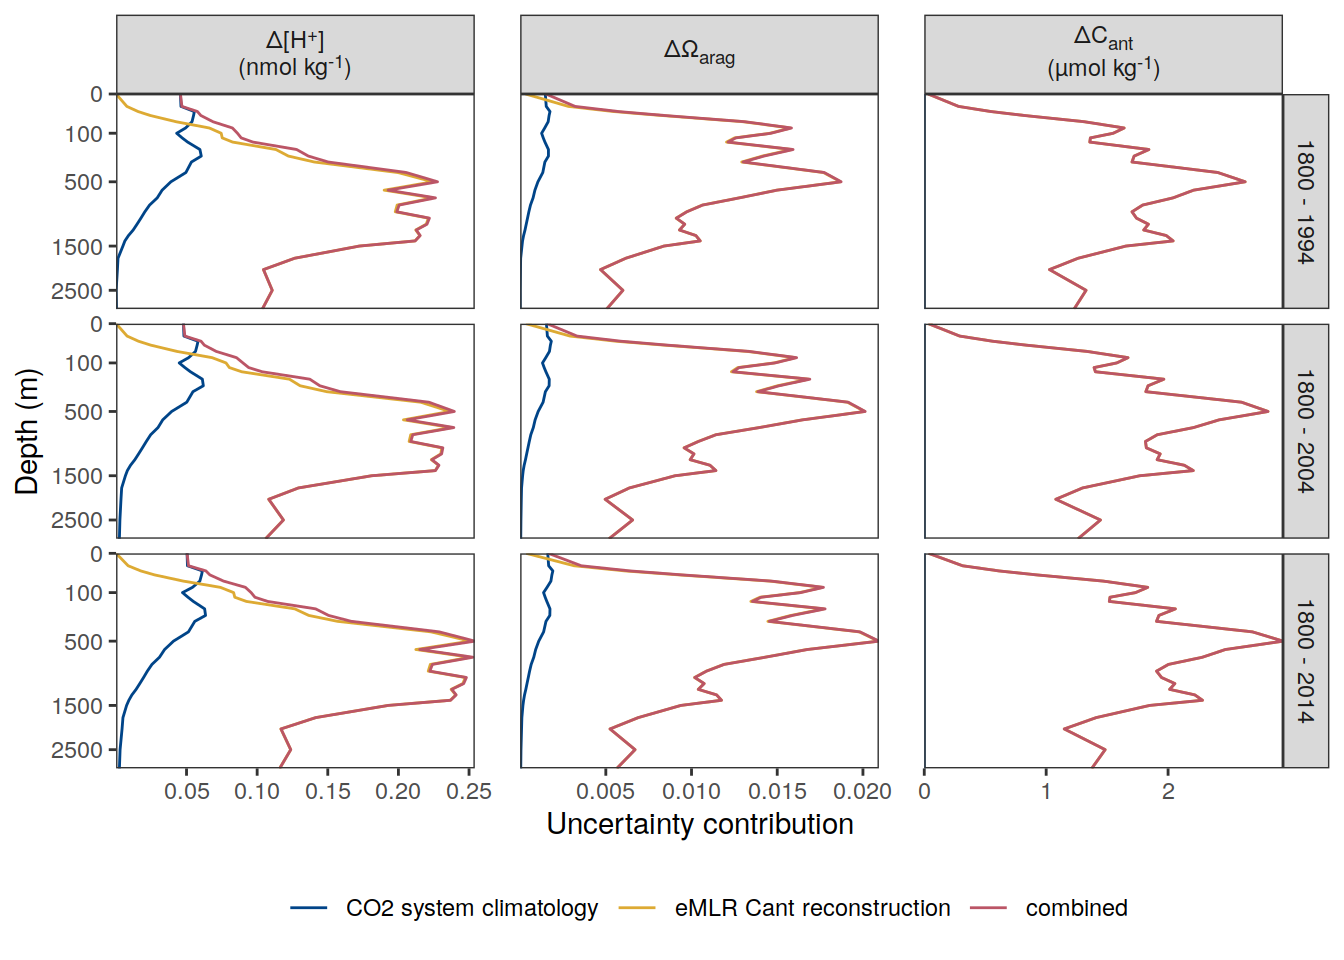 Δ[H⁺]
(nmol kg⁻¹)
ΔΩarag
ΔCant
(μmol kg⁻¹)
0
100
500
1500
2500
1800 - 1994
0
100
500
1500
2500
1800 - 2004
0
100
500
1500
2500
1800 - 2014
Depth (m)
0.05 0.10 0.15 0.20 0.25
0.005 0.010 0.015 0.020
0 1 2
Uncertainty contribution
CO2 system climatology eMLR Cant reconstruction combined